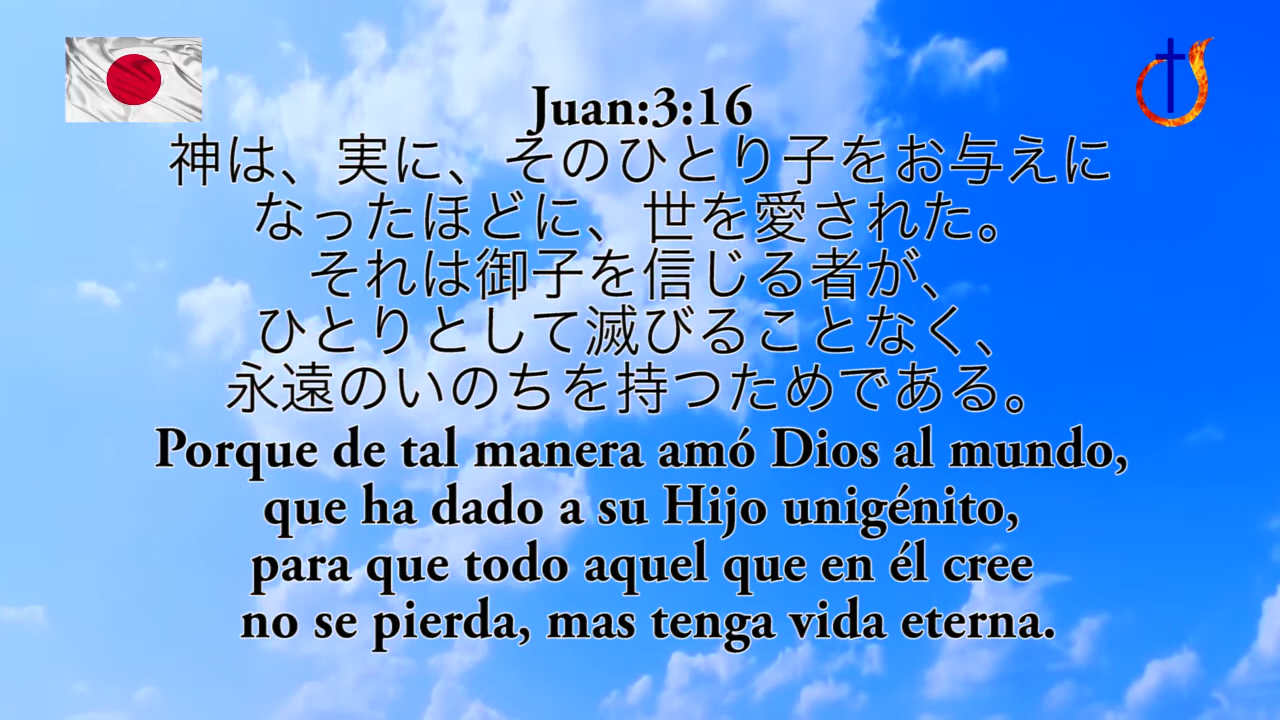 Juan:3:16
神は、実に、そのひとり子をお与えに
なったほどに、世を愛された。
それは御子を信じる者が、
ひとりとして滅びることなく、
永遠のいのちを持つためである。
Porque de tal manera amó Dios al mundo,
que ha dado a su Hijo unigénito,
para que todo aquel que en él cree
no se pierda, mas tenga vida eterna.